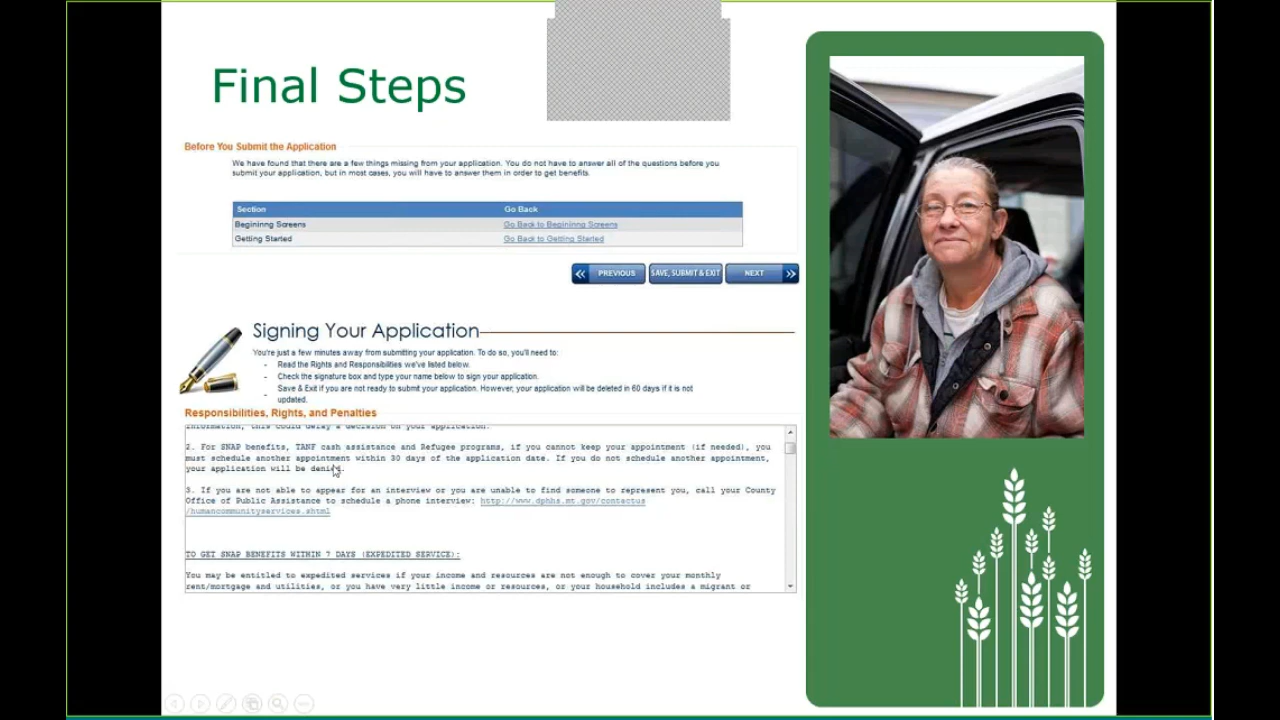 Final Steps
Before You Submit the Application
We have found that there are a few things missing from your application. You do not have to answer all of the questions before you
submit your application, but in most cases, you will have to answer them in order to get benefits.
Section Go Back
Begininng Screens Go Back to Begininng Screens
Getting Started Go Back to Getting Started
PREVIOUS SAVE, SUBMIT & EXIT NEXT
Signing Your Application
You're just a few minutes away from submitting your application. To do so, you'll need to:
- Read the Rights and Responsibilities we've listed below.
- Check the signature box and type your name below to sign your application.
- Save & Exit if you are not ready to submit your application. However, your application will be deleted in 60 days if it is not
updated.
Responsibilities, Rights, and Penalties
information, this could delay a decision on your application.
2. For SNAP benefits, TANF cash assistance and Refugee programs, if you cannot keep your appointment (if needed), you
must schedule another appointment within 30 days of the application date. If you do not schedule another appointment,
your application will be denied.
3. If you are not able to appear for an interview or you are unable to find someone to represent you, call your County
Office of Public Assistance to schedule a phone interview: http://www.dphhs.mt.gov/contactus
/humancommunityservices.shtml
TO GET SNAP BENEFITS WITHIN 7 DAYS (EXPEDITED SERVICE):
You may be entitled to expedited services if your income and resources are not enough to cover your monthly
rent/mortgage and utilities, or you have very little income or resources, or your household includes a migrant or